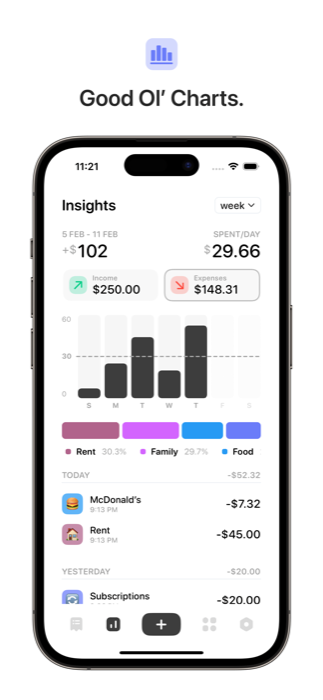 Good Ol’ Charts.
11:21
Insights
week
5 FEB - 11 FEB
SPENT/DAY
+$102
$29.66
Income
$250.00
Expenses
$148.31
60
30
0
S M T W T F S
Rent 30.3% Family 29.7% Food
TODAY -$52.32
McDonald's
9:13 PM
-$7.32
Rent
9:13 PM
-$45.00
YESTERDAY -$20.00
Subscriptions
-$20.00